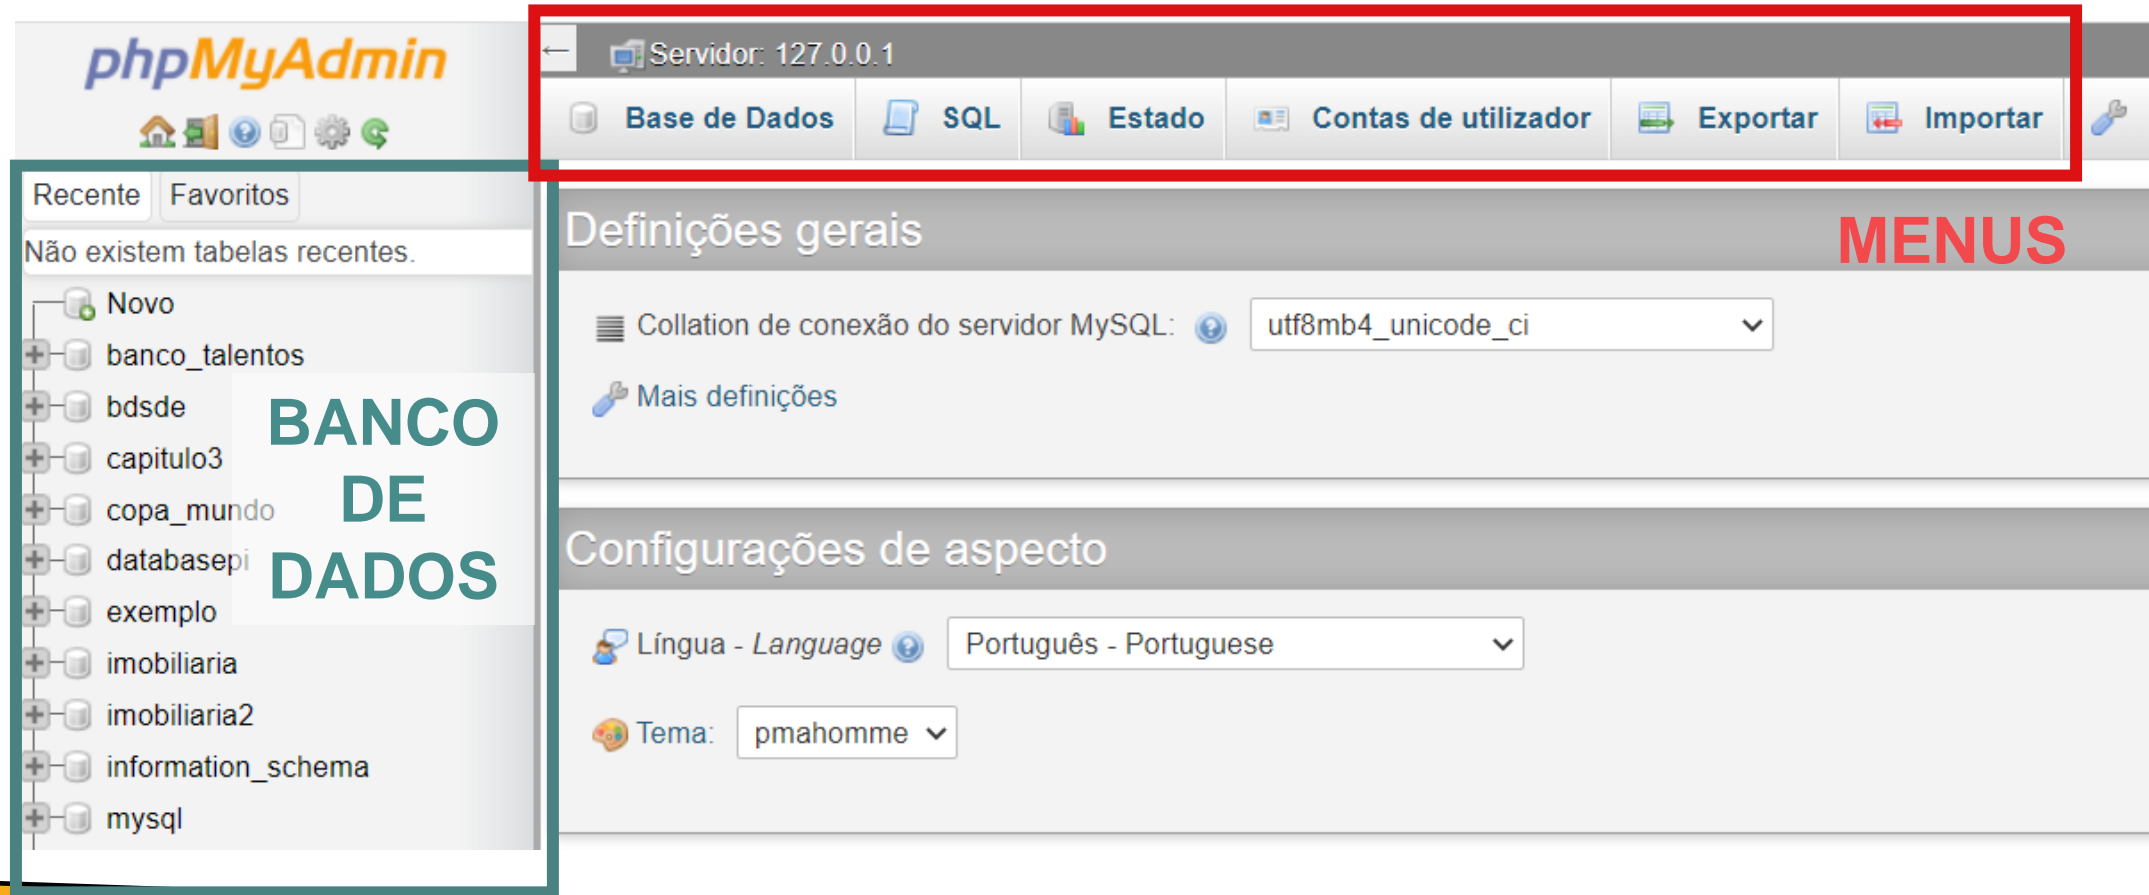 phpMyAdmin
Recente Favoritos
Não existem tabelas recentes.
Novo
banco_talentos
bdsde
capitulo3
copa_mundo
databasepi
exemplo
imobiliaria
imobiliaria2
information_schema
mysql
BANCO
DE
DADOS
Servidor: 127.0.0.1
Base de Dados SQL Estado Contas de utilizador Exportar Importar
MENUS
Definições gerais
Collation de conexão do servidor MySQL: utf8mb4_unicode_ci
Mais definições
Configurações de aspecto
Língua - Language Português - Portuguese
Tema: pmahomme